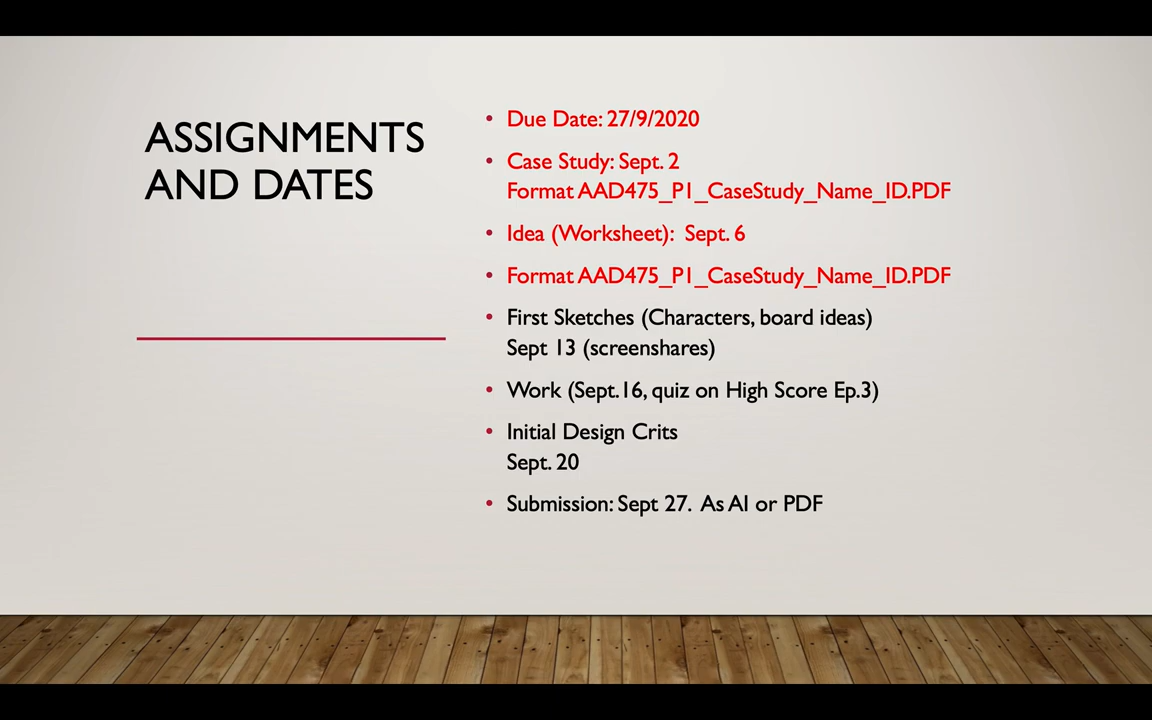 ASSIGNMENTS
AND DATES
• Due Date: 27/9/2020
• Case Study: Sept. 2
Format AAD475_P1_CaseStudy_Name_ID.PDF
• Idea (Worksheet):  Sept. 6
• Format AAD475_P1_CaseStudy_Name_ID.PDF
• First Sketches (Characters, board ideas)
Sept 13 (screenshares)
• Work (Sept.16, quiz on High Score Ep.3)
• Initial Design Crits
Sept. 20
• Submission: Sept 27.  As AI or PDF